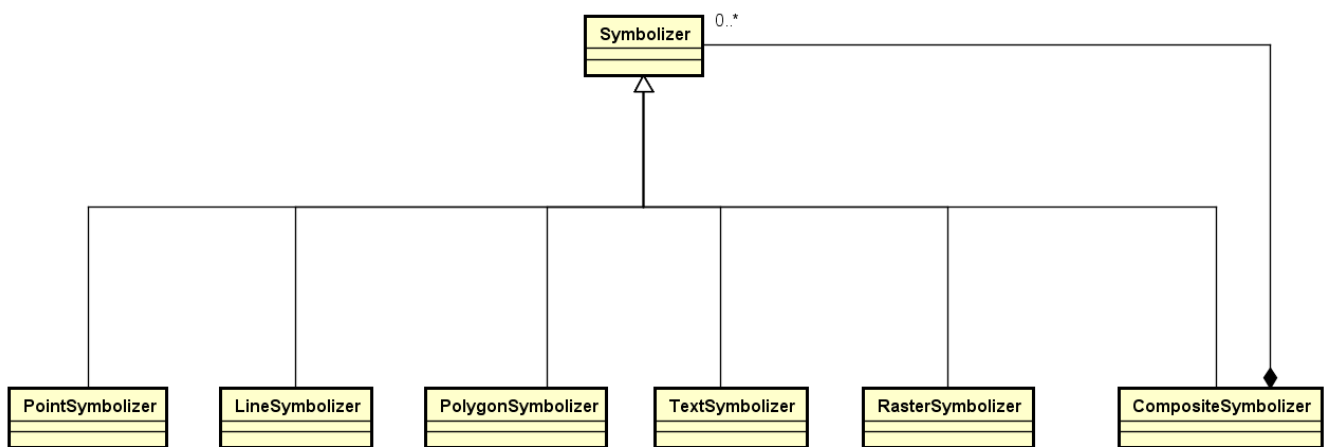 0..*
Symbolizer
PointSymbolizer
LineSymbolizer
PolygonSymbolizer
TextSymbolizer
RasterSymbolizer
CompositeSymbolizer